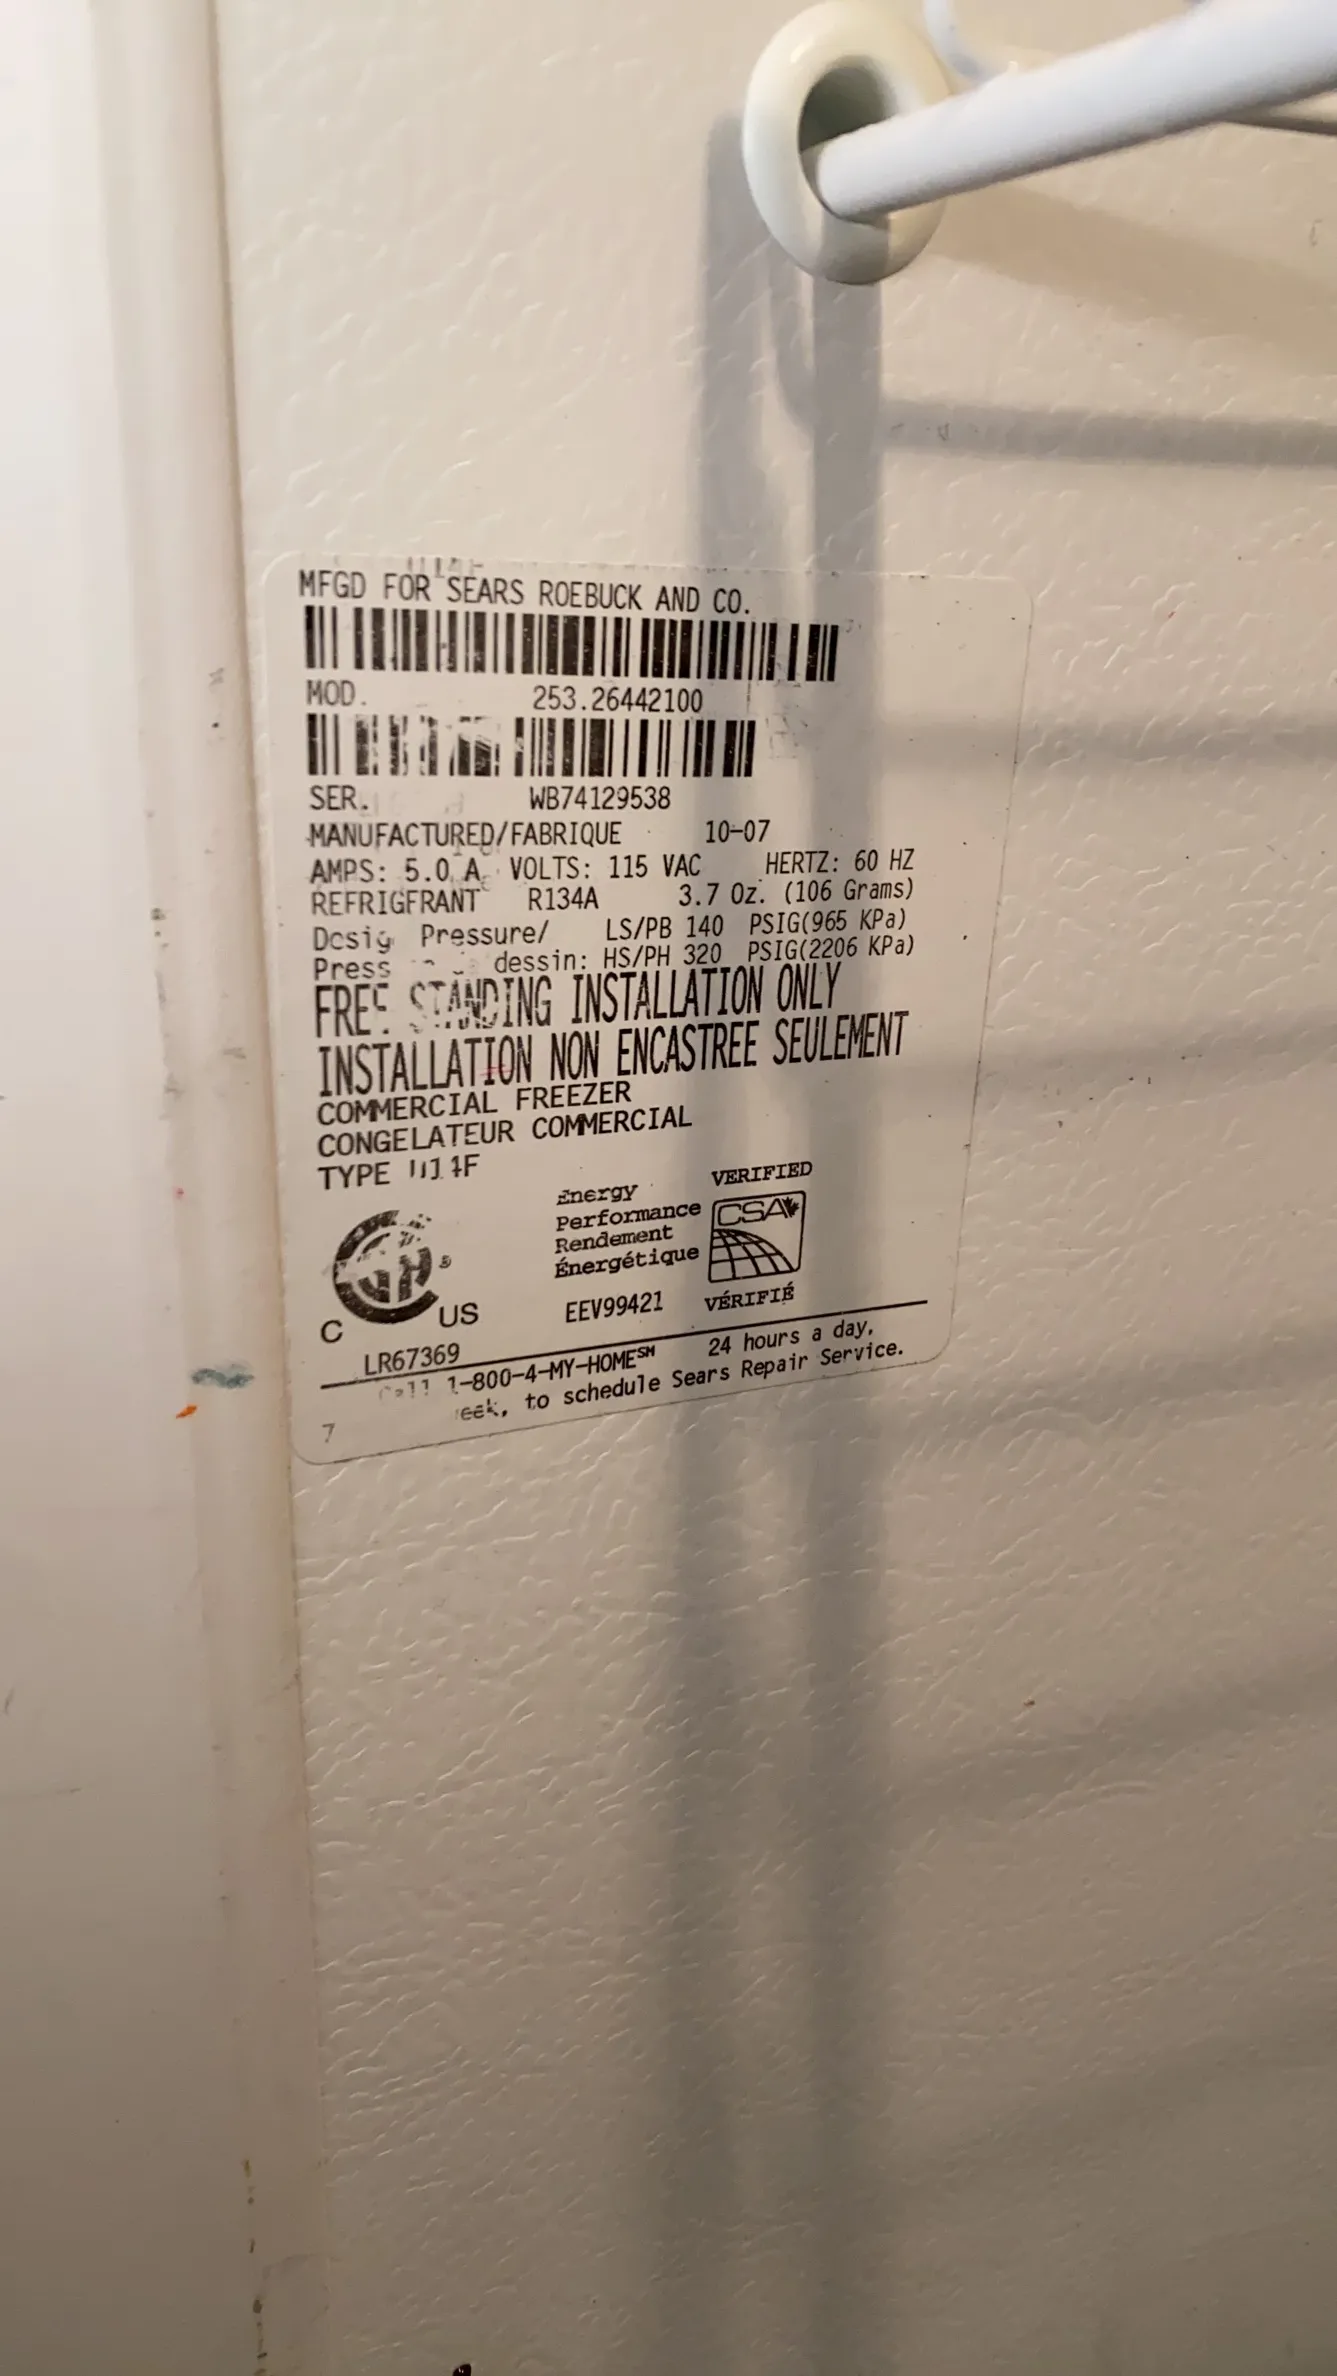 MFGD FOR SEARS ROEBUCK AND CO.
MOD. 253.26442100
SER. WB74129538
MANUFACTURED/FABRIQUE 10-07
AMPS: 5.0 A VOLTS: 115 VAC HERTZ: 60 HZ
REFRIGFRANT R134A 3.7 Oz. (106 Grams)
Pressure/ LS/PB 140 PSIG(965 KPa)
Press dessin: HS/PH 320 PSIG(2206 KPa)
STANDING INSTALLATION ONLY
INSTALLATION NON ENCASTREE SEULEMENT
COMMERCIAL FREEZER
CONGELATEUR COMMERCIAL
TYPE
VERIFIED
Energy
Performance
Rendement
Énergétique
CSA
C US
EEV99421 VÉRIFIÉ
LR67369
Call 1-800-4-MY-HOME℠ 24 hours a day,
to schedule Sears Repair Service.
7